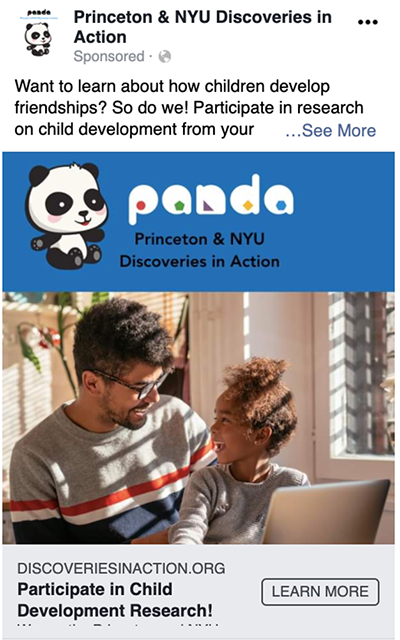 Princeton & NYU Discoveries in
Action
Sponsored ·
Want to learn about how children develop
friendships? So do we! Participate in research
on child development from your ...See More
panda
Princeton & NYU
Discoveries in Action
DISCOVERIESINACTION.ORG
Participate in Child
Development Research!
LEARN MORE